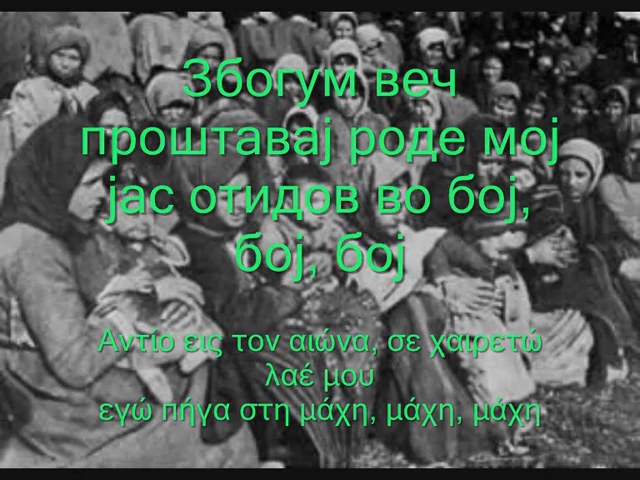 Збогум веч
проштавај роде мој
јас отидов во бој,
бој, бој
Αντίο εις τον αιώνα, σε χαιρετώ
λαέ μου
εγώ πήγα στη μάχη, μάχη, μάχη